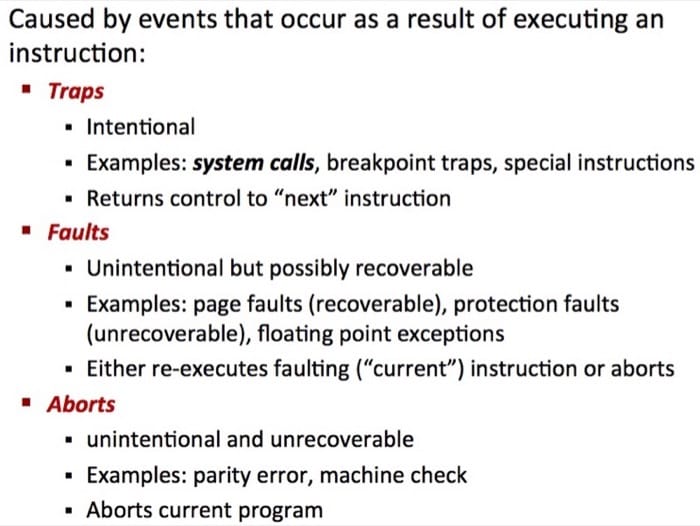 Caused by events that occur as a result of executing an
instruction:
▪ Traps
▪ Intentional
▪ Examples: system calls, breakpoint traps, special instructions
▪ Returns control to “next” instruction
▪ Faults
▪ Unintentional but possibly recoverable
▪ Examples: page faults (recoverable), protection faults
(unrecoverable), floating point exceptions
▪ Either re-executes faulting (“current”) instruction or aborts
▪ Aborts
▪ unintentional and unrecoverable
▪ Examples: parity error, machine check
▪ Aborts current program